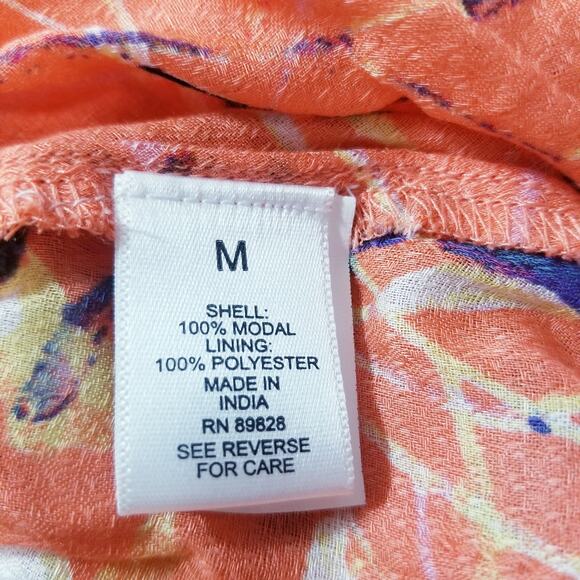 M
SHELL:
100% MODAL
LINING:
100% POLYESTER
MADE IN
INDIA
RN 89828
SEE REVERSE
FOR CARE